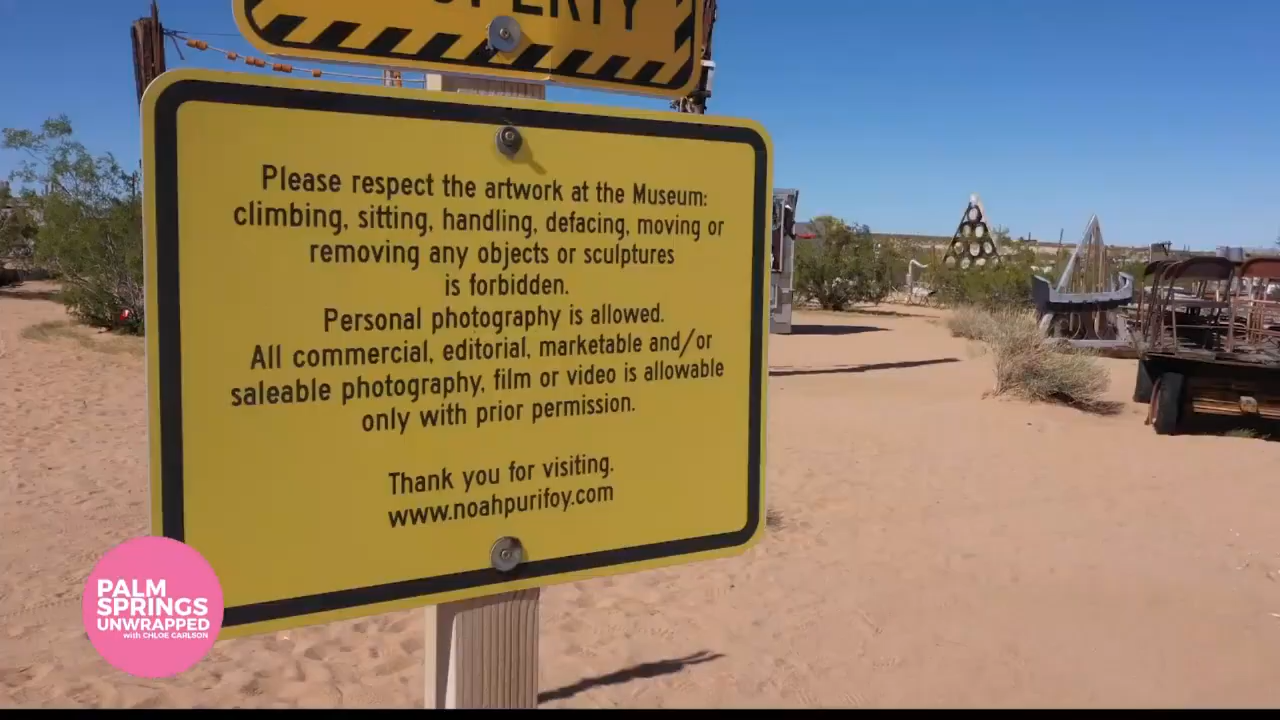 Please respect the artwork at the Museum:
climbing, sitting, handling, defacing, moving or
removing any objects or sculptures
is forbidden.
Personal photography is allowed.
All commercial, editorial, marketable and/or
saleable photography, film or video is allowable
only with prior permission.
Thank you for visiting.
www.noahpurifoy.com
PALM
SPRINGS
UNWRAPPED
with CHLOE CARLSON